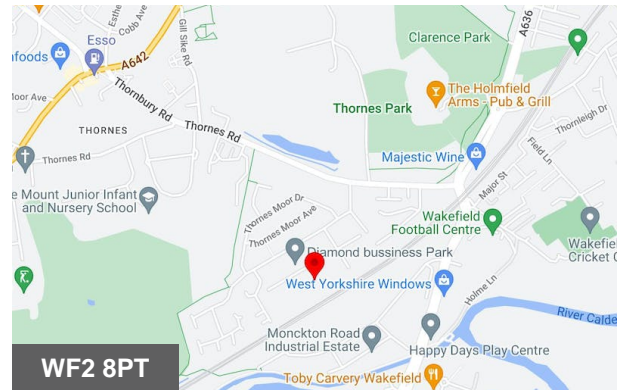 Clarence Park
A636
Esthe
Cobb Ave
Gill Sike Rd
Esso
nfoods
A642
Moor Ave
Thornbury Rd
The Holmfield
Arms - Pub & Grill
Thornes Park
THORNES
Thornes Rd
Thornleigh Dr
Field Ln
Majestic Wine
Thornes Rd
e Mount Junior Infant
and Nursery School
Major St
Thornes Moor Dr
Thornes Moor Ave
Wakefield
Football Centre
Wakefiel
Cricket C
Diamond bussiness Park
West Yorkshire Windows
Holme Ln
River Calde
Monckton Road
Industrial Estate
Happy Days Play Centre
WF2 8PT
Toby Carvery Wakefield